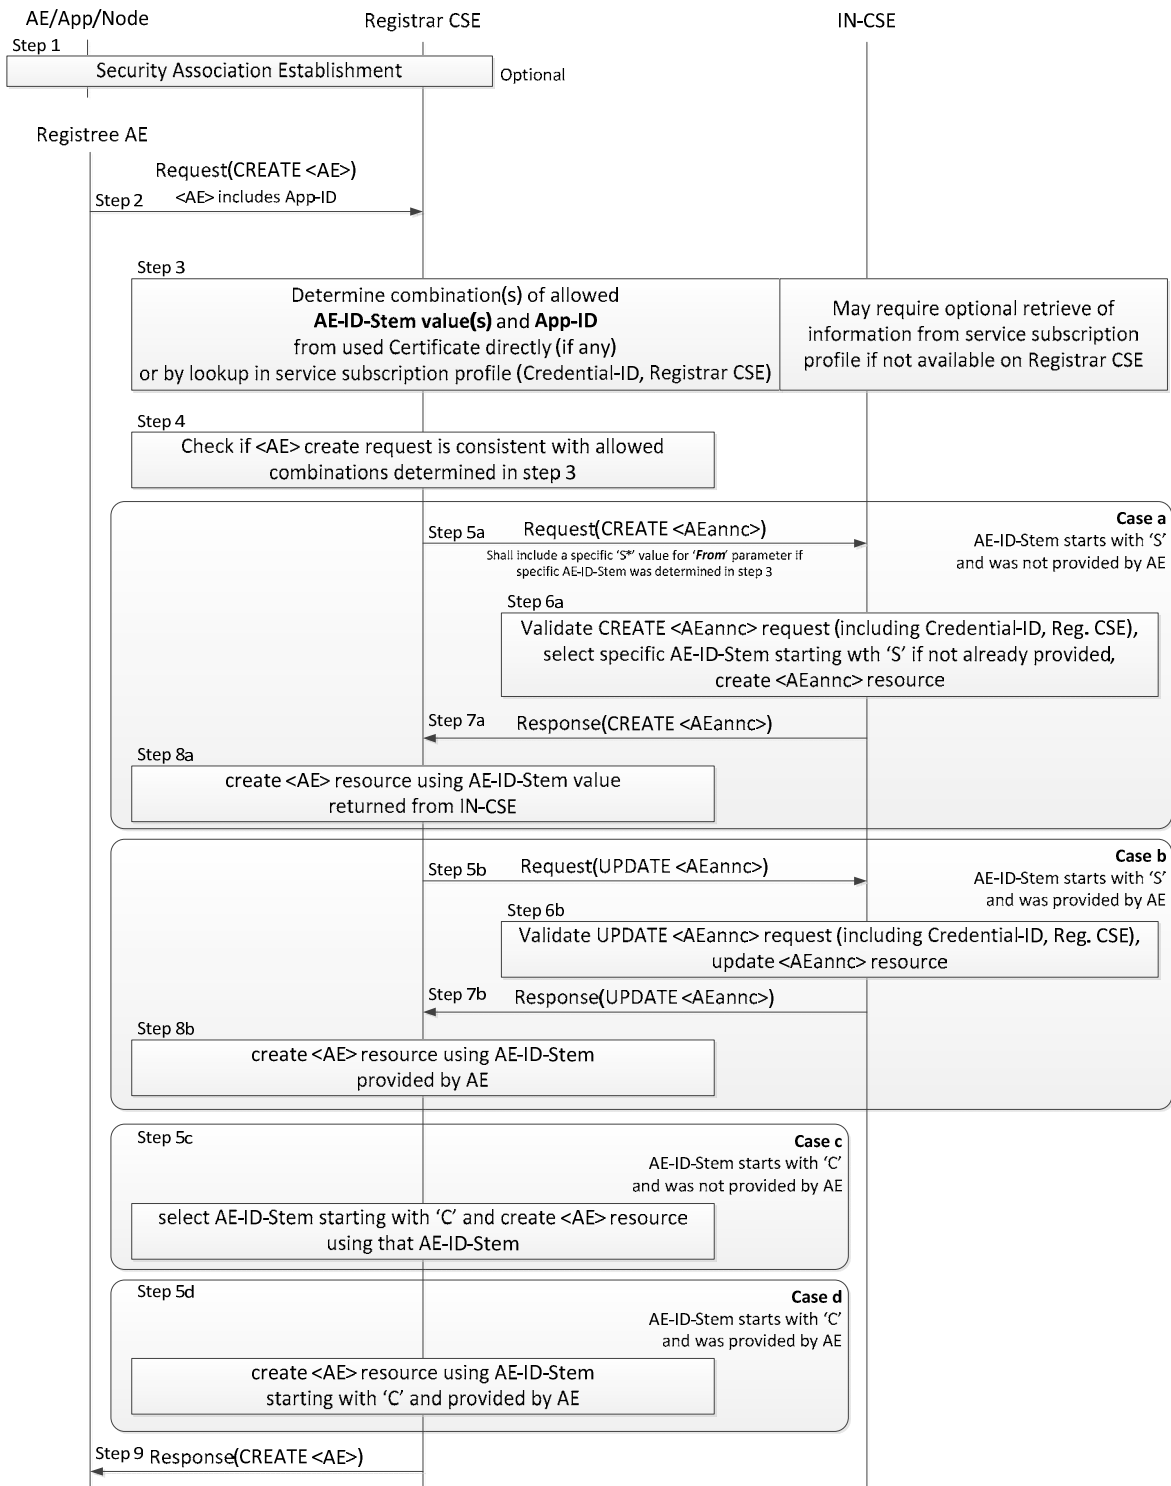 AE/App/Node
Registrar CSE
IN-CSE
Step 1
Security Association Establishment
Optional
Registree AE
Request(CREATE <AE>)
Step 2
<AE> includes App-ID
Step 3
Determine combination(s) of allowed
AE-ID-Stem value(s) and App-ID
from used Certificate directly (if any)
or by lookup in service subscription profile (Credential-ID, Registrar CSE)
May require optional retrieve of
information from service subscription
profile if not available on Registrar CSE
Step 4
Check if <AE> create request is consistent with allowed
combinations determined in step 3
Case a
AE-ID-Stem starts with ‘S’
and was not provided by AE
Step 5a
Request(CREATE <AEannc>)
Shall include a specific ‘S*’ value for ‘From’ parameter if
specific AE-ID-Stem was determined in step 3
Step 6a
Validate CREATE <AEannc> request (including Credential-ID, Reg. CSE),
select specific AE-ID-Stem starting wth ‘S’ if not already provided,
create <AEannc> resource
Step 7a
Response(CREATE <AEannc>)
Step 8a
create <AE> resource using AE-ID-Stem value
returned from IN-CSE
Case b
AE-ID-Stem starts with ‘S’
and was provided by AE
Step 5b
Request(UPDATE <AEannc>)
Step 6b
Validate UPDATE <AEannc> request (including Credential-ID, Reg. CSE),
update <AEannc> resource
Step 7b
Response(UPDATE <AEannc>)
Step 8b
create <AE> resource using AE-ID-Stem
provided by AE
Step 5c
Case c
AE-ID-Stem starts with ‘C’
and was not provided by AE
select AE-ID-Stem starting with ‘C’ and create <AE> resource
using that AE-ID-Stem
Step 5d
Case d
AE-ID-Stem starts with ‘C’
and was provided by AE
create <AE> resource using AE-ID-Stem
starting with ‘C’ and provided by AE
Step 9
Response(CREATE <AE>)